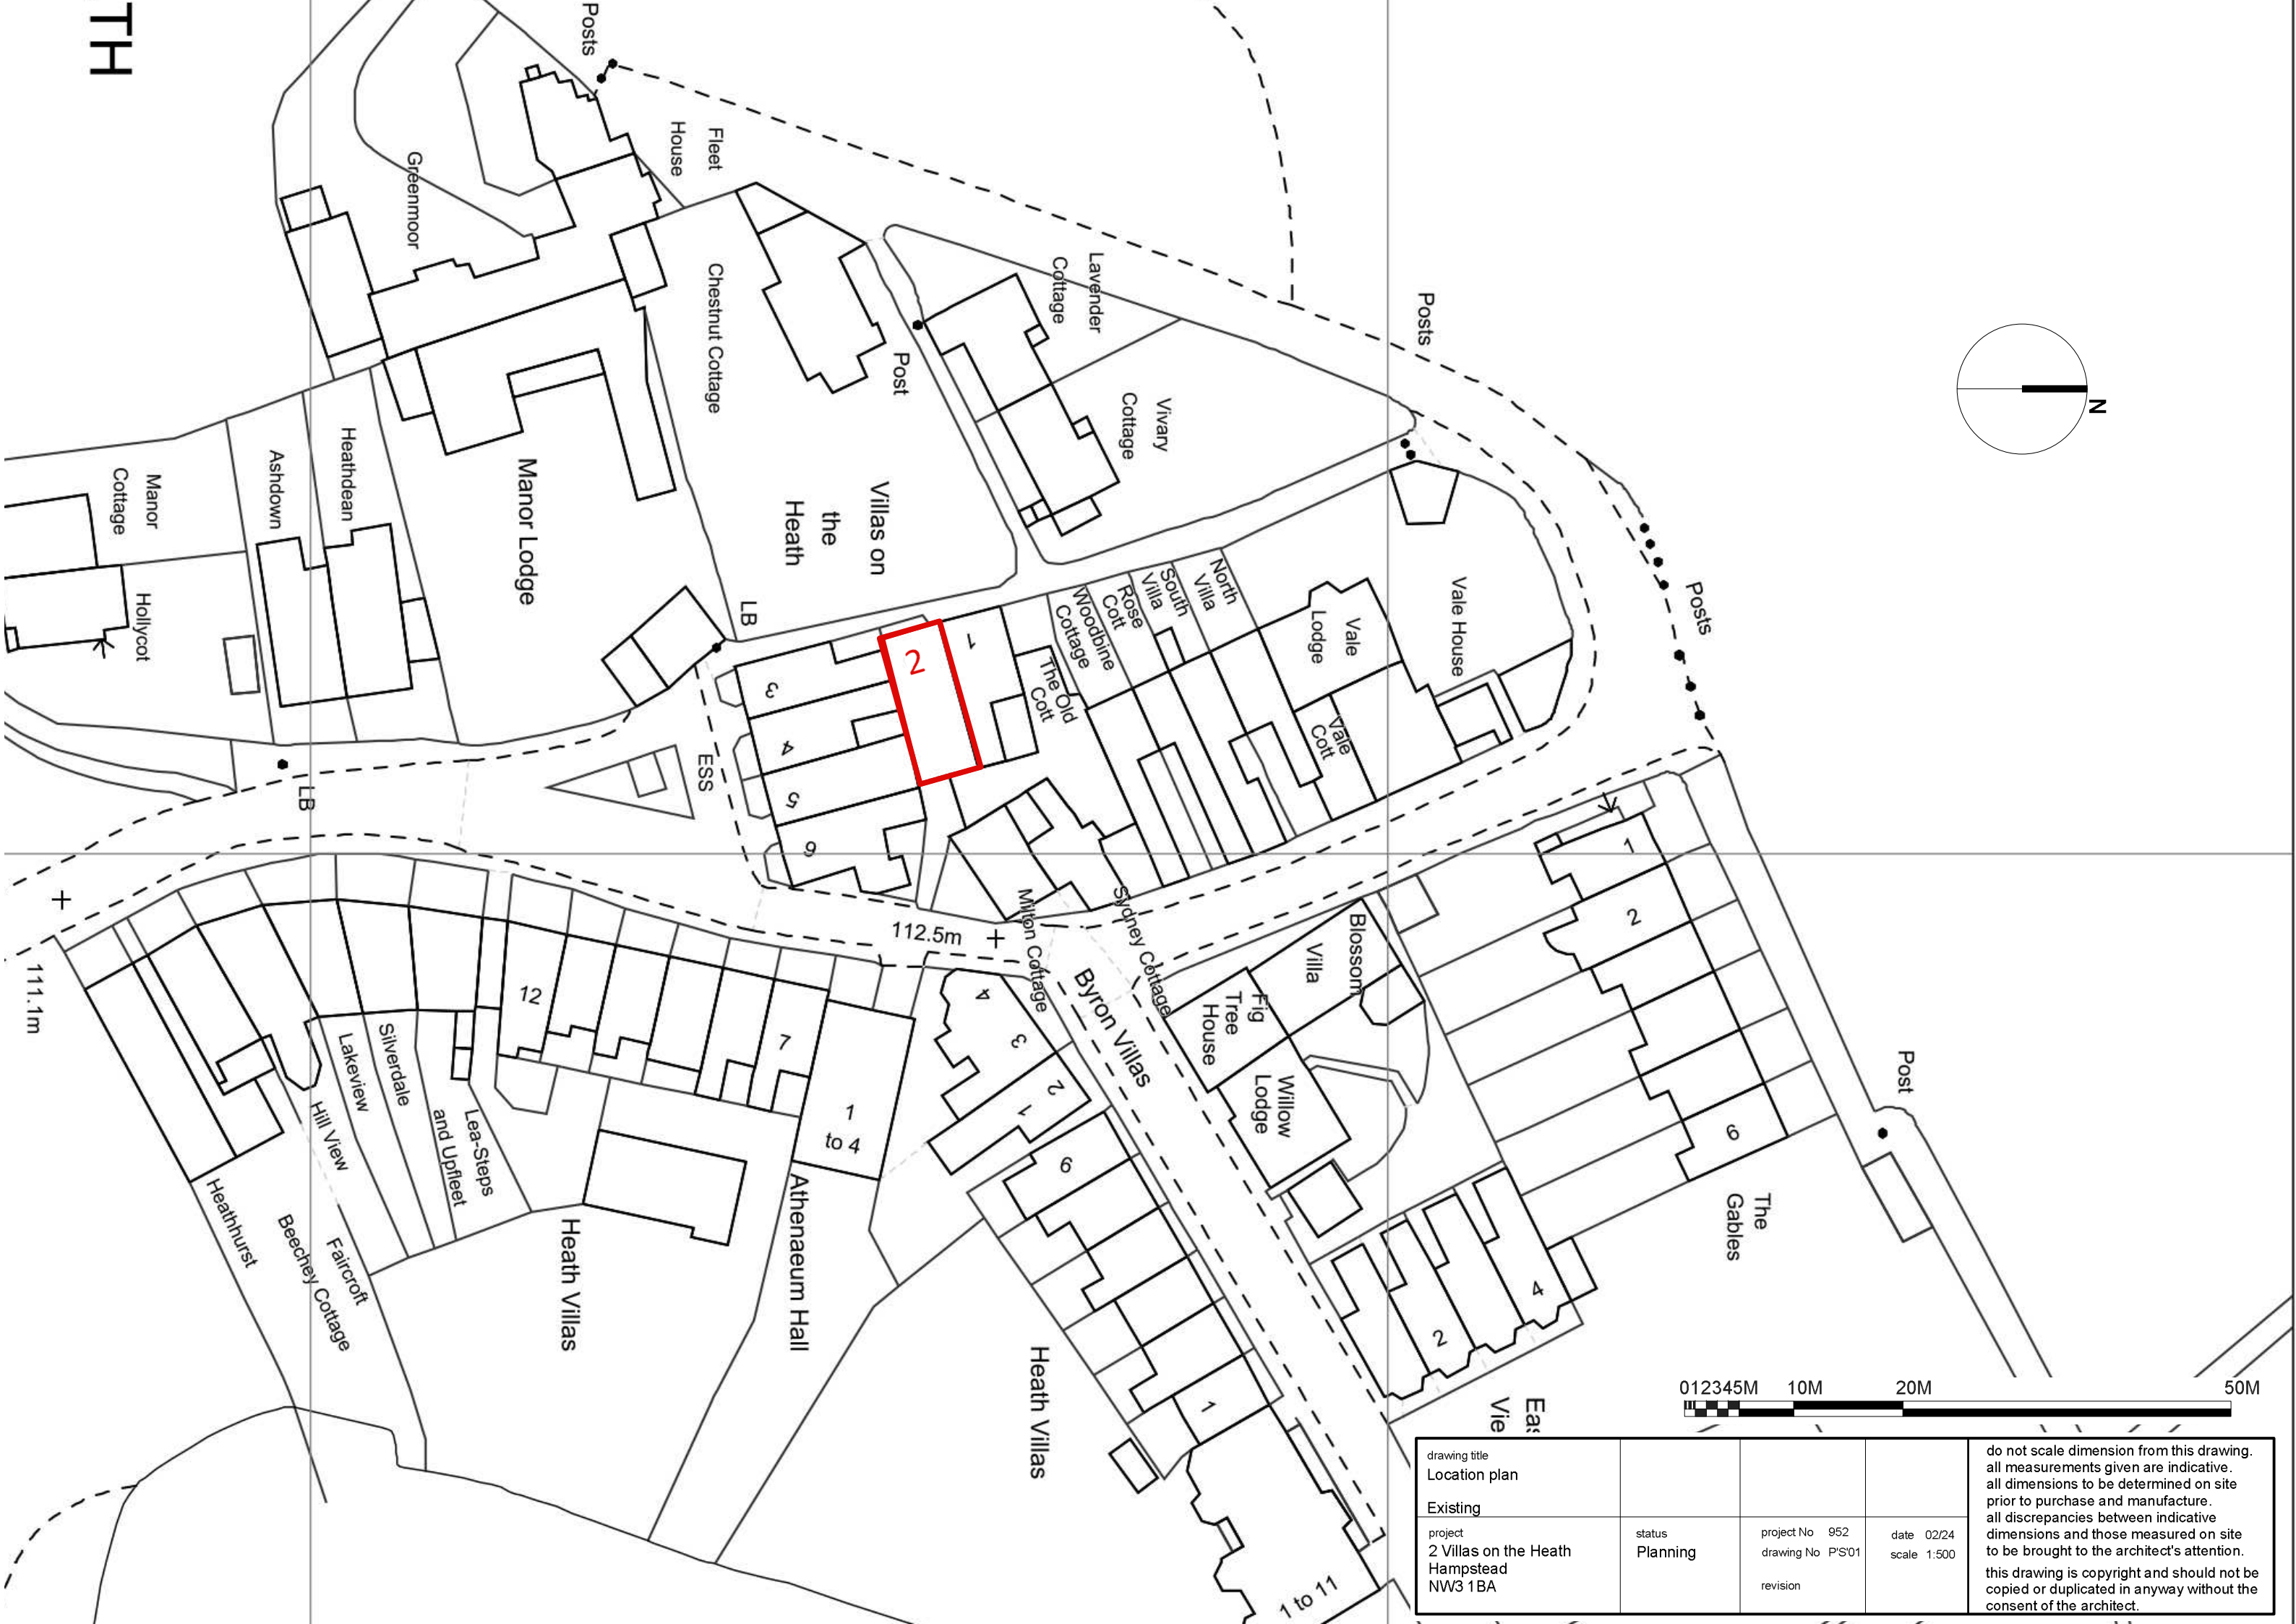 TH
Posts
Fleet
House
Greenmoor
Chestnut Cottage
Lavender
Cottage
Post
Vivary
Cottage
Posts
N
Posts
Manor
Cottage
Ashdown
Heathdean
Hollycot
Manor Lodge
Villas on
the
Heath
LB
North
Villa
South
Villa
Rose
Cott
Woodbine
Cottage
The Old
Cott
Vale
Lodge
Vale House
Vale
Cott
1
2
3
4
5
6
ESS
LB
112.5m
Milton Cottage
Sydney Cottage
Byron Villas
Blossom
Villa
Fig
Tree
House
Willow
Lodge
1
2
6
The
Gables
Post
111.1m
12
7
1
to 4
4
3
2
1
6
1
1 to 11
2
4
Eas
Vie
Silverdale
Lakeview
Hill View
Lea-Steps
and Upfleet
Heathhurst
Beechey Cottage
Faircroft
Heath Villas
Athenaeum Hall
Heath Villas
012345M 10M 20M 50M
drawing title
Location plan
Existing
project
2 Villas on the Heath
Hampstead
NW3 1BA
status
Planning
project No 952
drawing No P'S'01
revision
date 02/24
scale 1:500
do not scale dimension from this drawing.
all measurements given are indicative.
all dimensions to be determined on site
prior to purchase and manufacture.
all discrepancies between indicative
dimensions and those measured on site
to be brought to the architect's attention.
this drawing is copyright and should not be
copied or duplicated in anyway without the
consent of the architect.